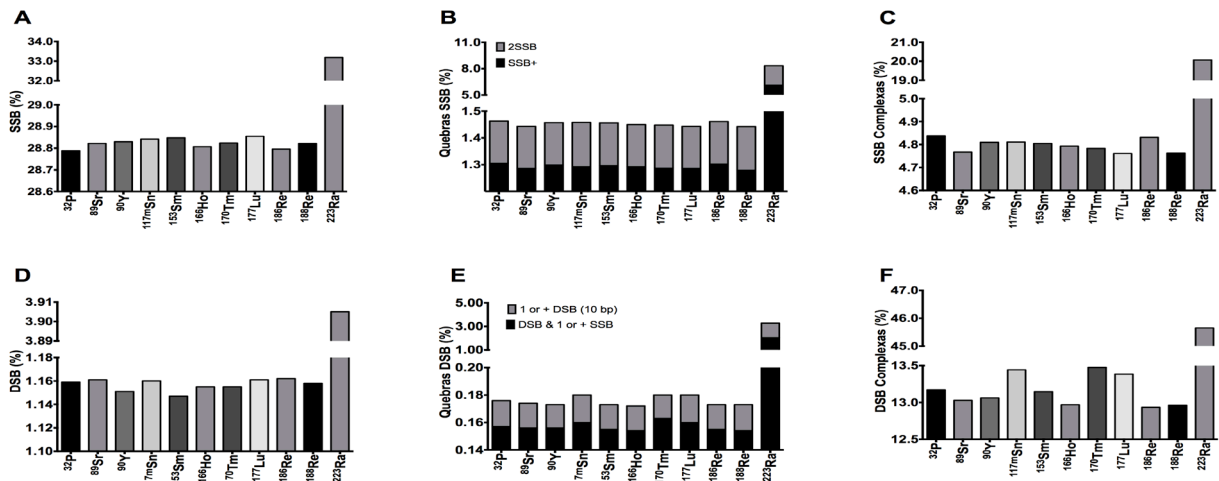 A
SSB (%)
34.0
33.0
32.0
29.0
28.9
28.8
28.7
28.6
32P
89Sr
90Y
117mSn
153Sm
166Ho
170Tm
177Lu
186Re
188Re
223Ra
B
Quebras SSB (%)
11.0
8.0
5.0
1.5
1.4
1.3
2SSB
SSB+
32P
89Sr
90Y
117mSn
153Sm
166Ho
170Tm
177Lu
186Re
188Re
223Ra
C
SSB Complexas (%)
21.0
20.0
19.0
5.0
4.8
4.7
4.6
32P
89Sr
90Y
117mSn
153Sm
166Ho
170Tm
177Lu
186Re
188Re
223Ra
D
DSB (%)
3.91
3.90
3.89
1.18
1.16
1.14
1.12
1.10
32P
89Sr
90Y
7mSn
53Sm
166Ho
70Tm
177Lu
186Re
188Re
223Ra
E
Quebras DSB (%)
5.00
3.00
1.00
0.20
0.18
0.16
0.14
1 or + DSB (10 bp)
DSB & 1 or + SSB
32P
89Sr
90Y
7mSn
53Sm
166Ho
170Tm
177Lu
186Re
188Re
223Ra
F
DSB Complexas (%)
47.0
46.0
45.0
13.5
13.0
12.5
32P
89Sr
90Y
117mSn
153Sm
166Ho
170Tm
177Lu
186Re
188Re
223Ra